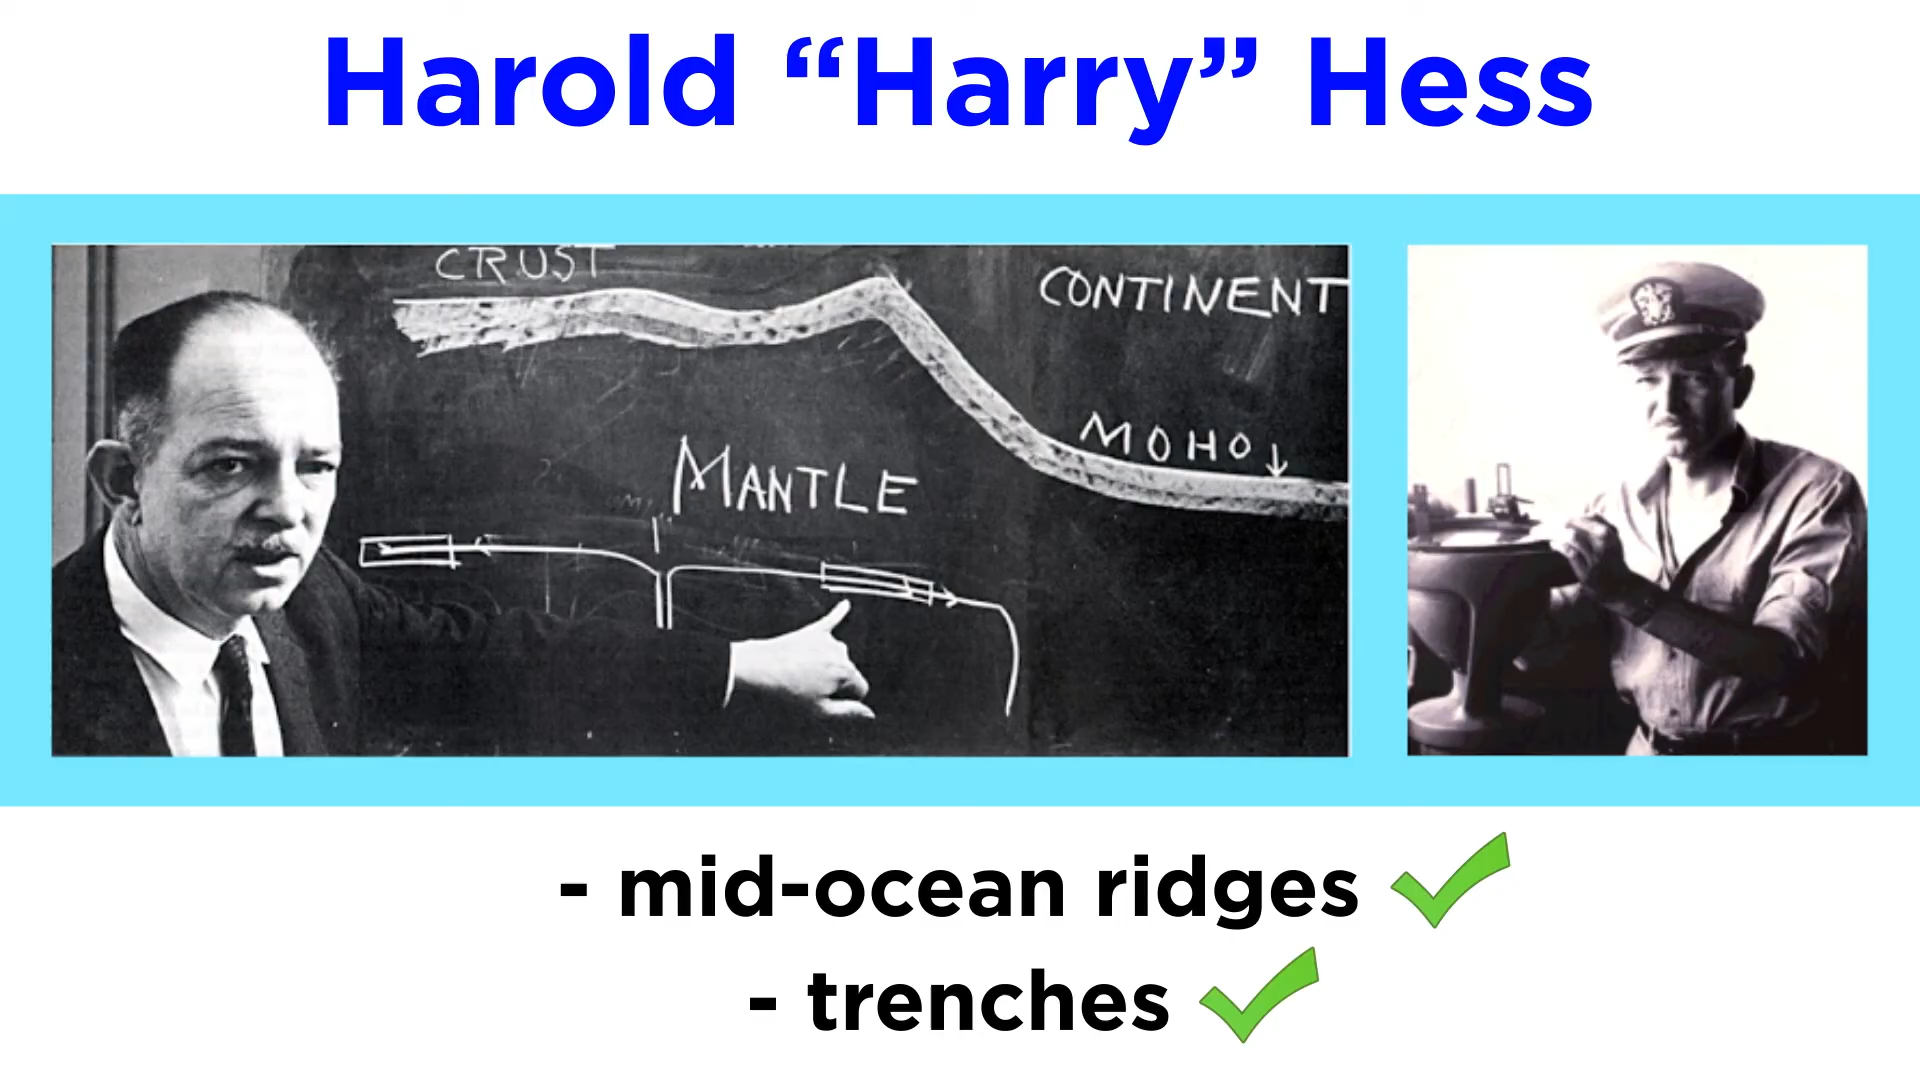 Harold “Harry” Hess
CRUST
CONTINENT
MOHO↓
MANTLE
- mid-ocean ridges
- trenches